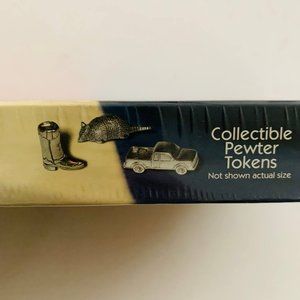 Collectible
Pewter
Tokens
Not shown actual size